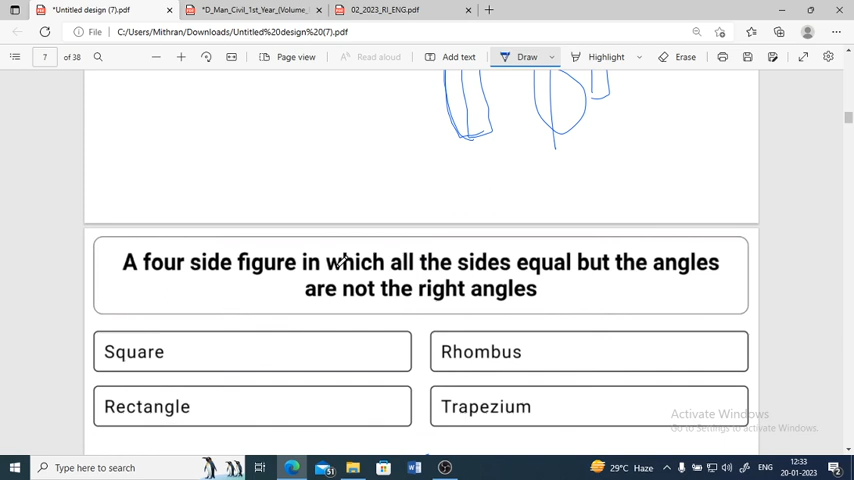 *Untitled design (7).pdf
*D_Man_Civil_1st_Year_(Volume_I
02_2023_RI_ENG.pdf
File
C:/Users/Mithran/Downloads/Untitled%20design%20(7).pdf
7
of 38
Page view
Read aloud
Add text
Draw
Highlight
Erase
A four side figure in which all the sides equal but the angles
are not the right angles
Square
Rhombus
Rectangle
Trapezium
Activate Windows
Go to Settings to activate Windows.
Type here to search
51
29°C Haze
ENG
12:33
20-01-2023
2